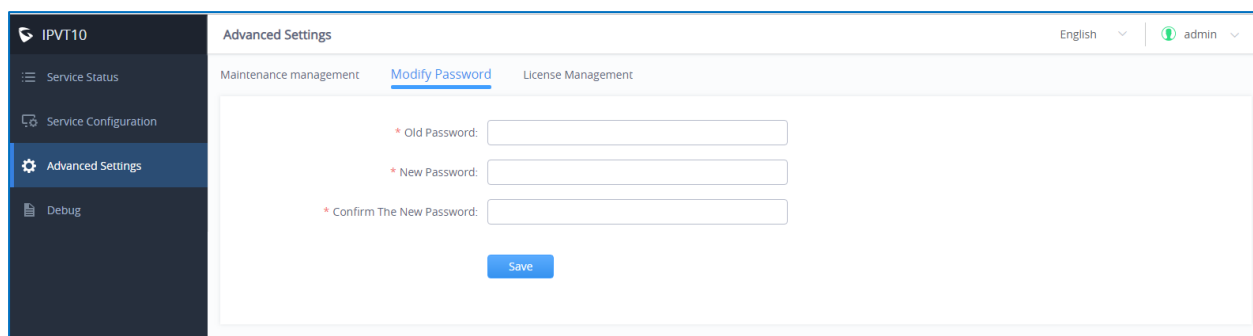 IPVT10
Advanced Settings
English
admin
Service Status
Service Configuration
Advanced Settings
Debug
Maintenance management
Modify Password
License Management
* Old Password:
* New Password:
* Confirm The New Password:
Save